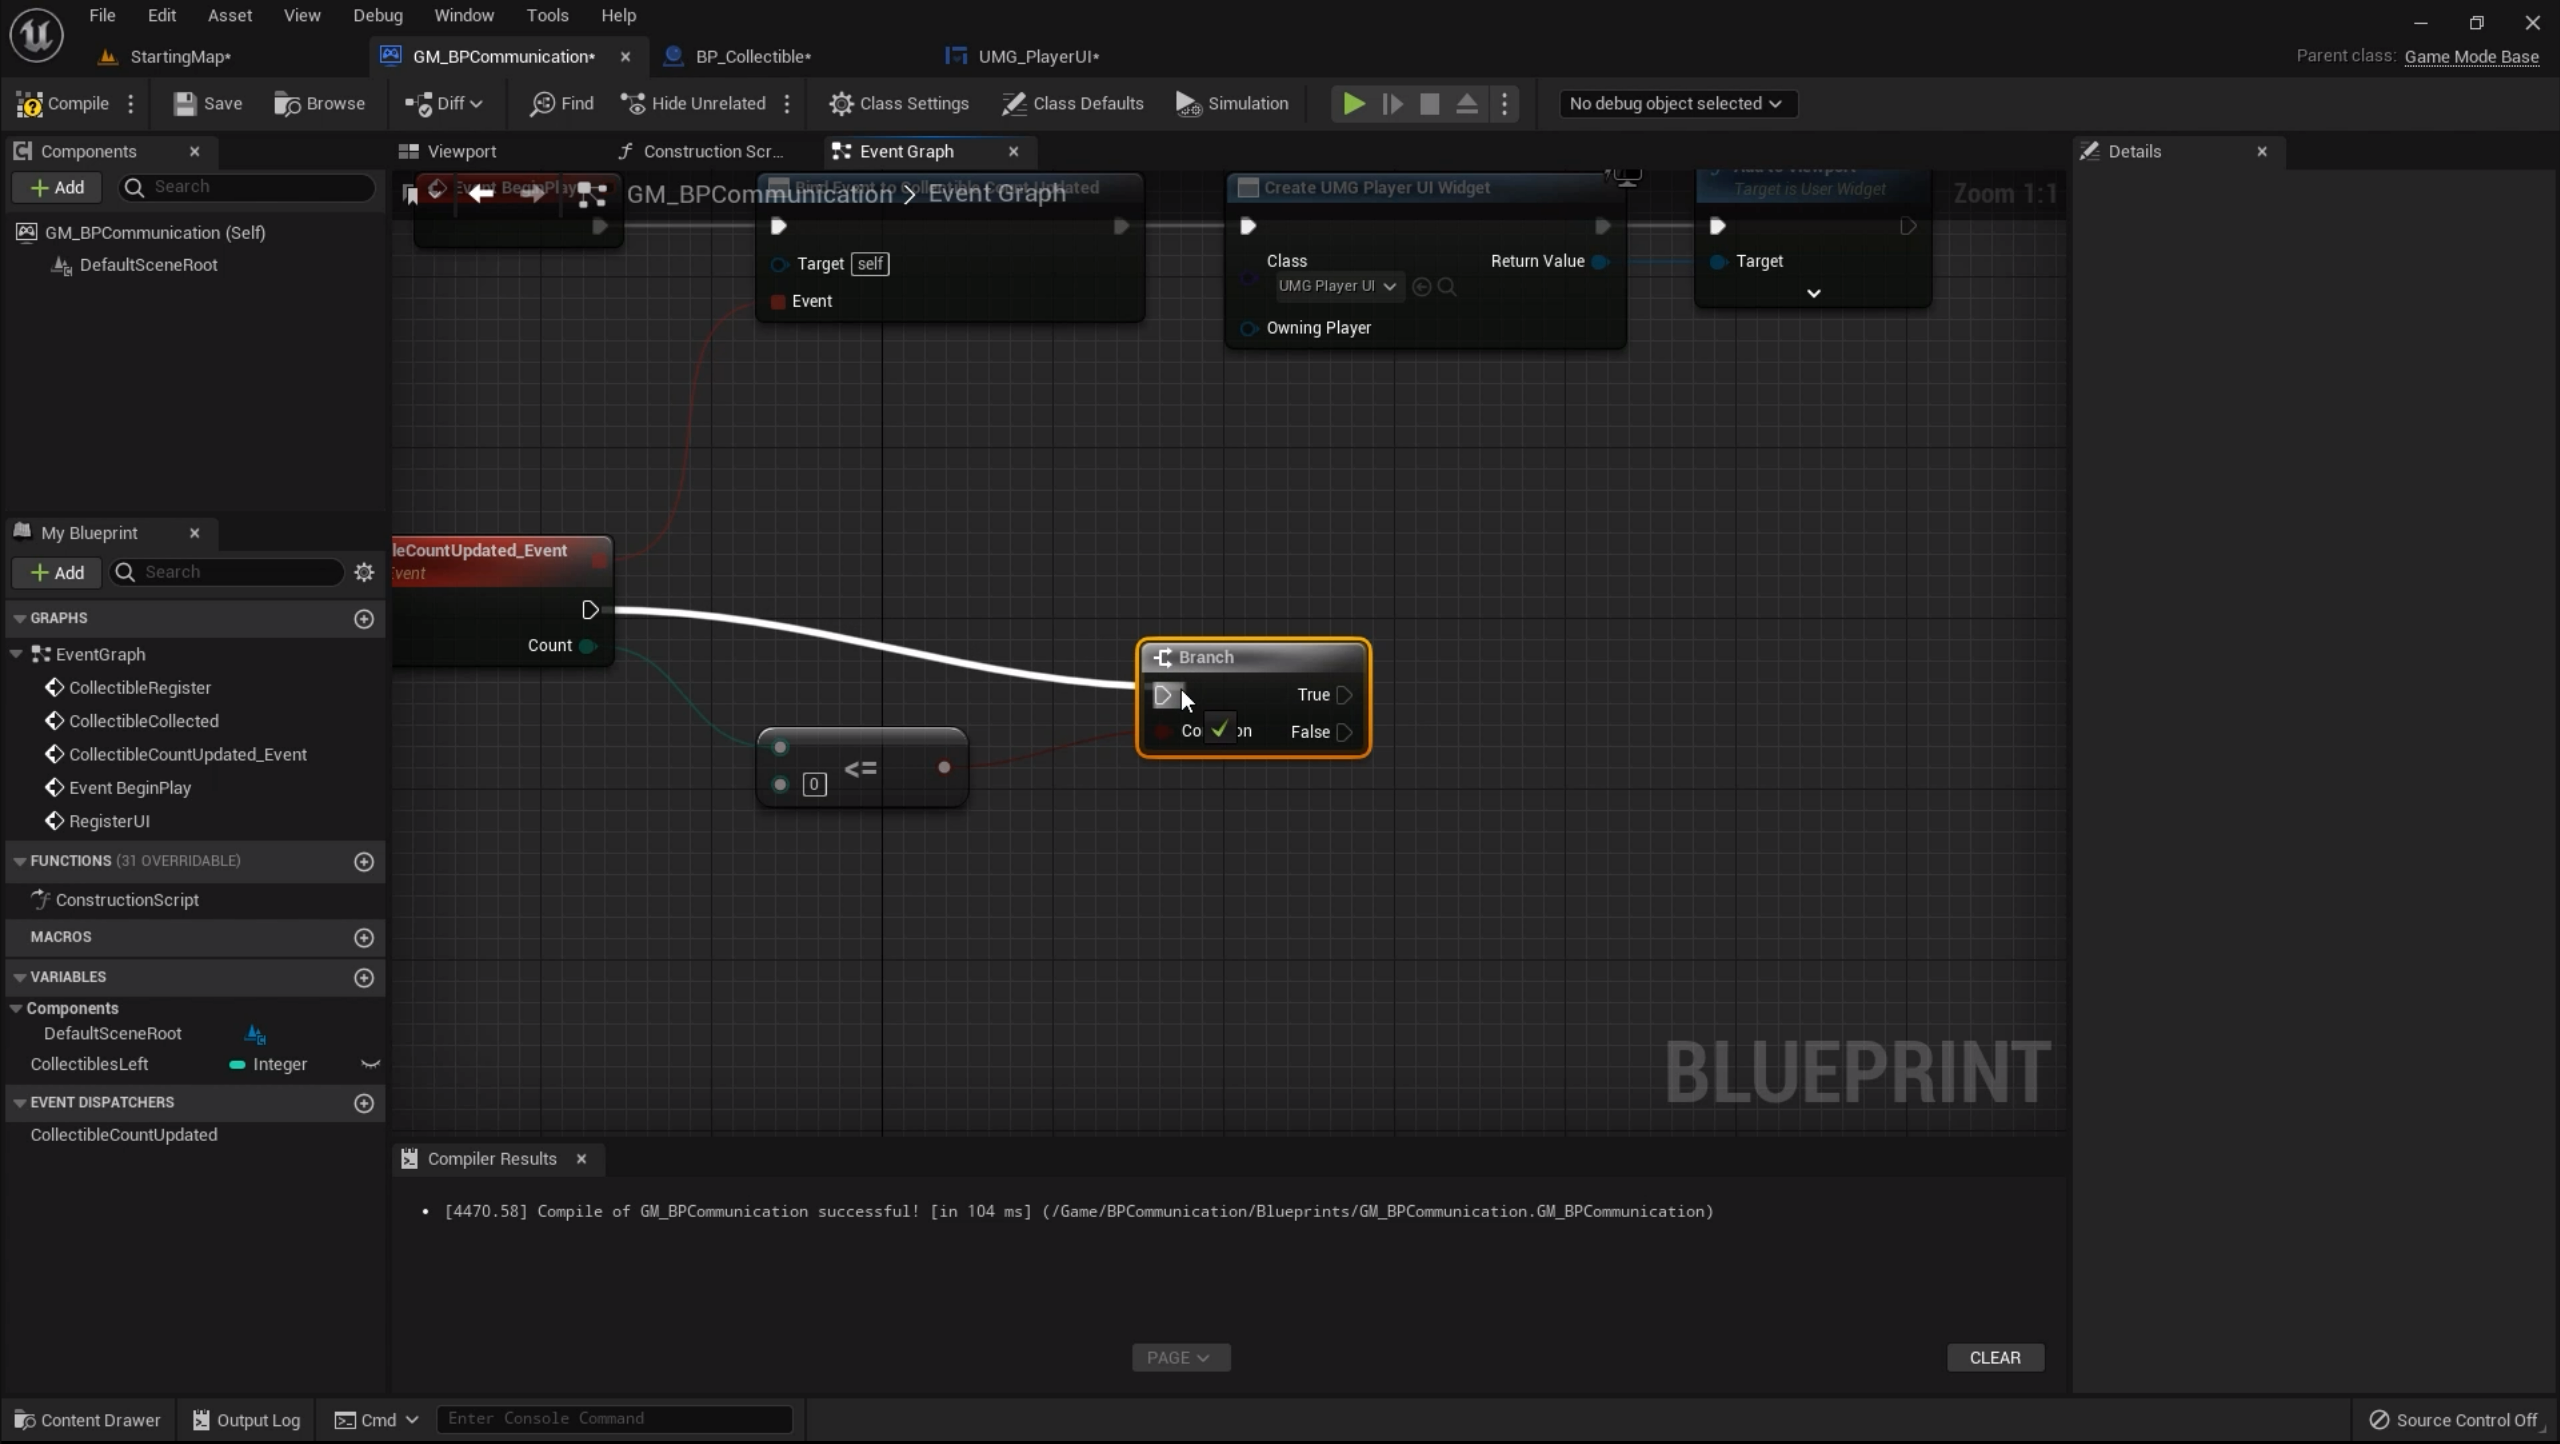 File Edit Asset View Debug Window Tools Help
StartingMap* GM_BPCommunication* BP_Collectible* UMG_PlayerUI* Parent class: Game Mode Base
Compile Save Browse Diff Find Hide Unrelated Class Settings Class Defaults Simulation No debug object selected
Components Viewport Construction Scr... Event Graph Details
Add Search
GM_BPCommunication > Event Graph Zoom 1:1
Event BeginPlay Bind Event to Collectible Count Updated Create UMG Player UI Widget
Target is User Widget
GM_BPCommunication (Self)
DefaultSceneRoot
Target self Class Return Value Target
UMG Player UI
Event
Owning Player
My Blueprint
Add Search
leCountUpdated_Event
Event
Count
Branch
True
False
<=
0
GRAPHS
EventGraph
CollectibleRegister
CollectibleCollected
CollectibleCountUpdated_Event
Event BeginPlay
RegisterUI
FUNCTIONS (31 OVERRIDABLE)
ConstructionScript
MACROS
VARIABLES
Components
DefaultSceneRoot
CollectiblesLeft Integer
EVENT DISPATCHERS
CollectibleCountUpdated
BLUEPRINT
Compiler Results
• [4470.58] Compile of GM_BPCommunication successful! [in 104 ms] (/Game/BPCommunication/Blueprints/GM_BPCommunication.GM_BPCommunication)
PAGE CLEAR
Content Drawer Output Log Cmd Enter Console Command Source Control Off